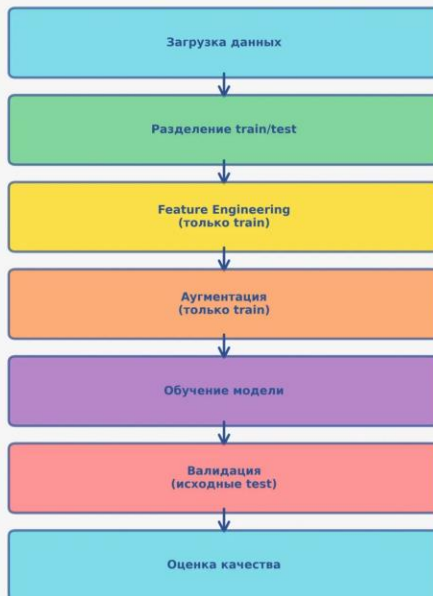 Загрузка данных
Разделение train/test
Feature Engineering
(только train)
Аугментация
(только train)
Обучение модели
Валидация
(исходные test)
Оценка качества